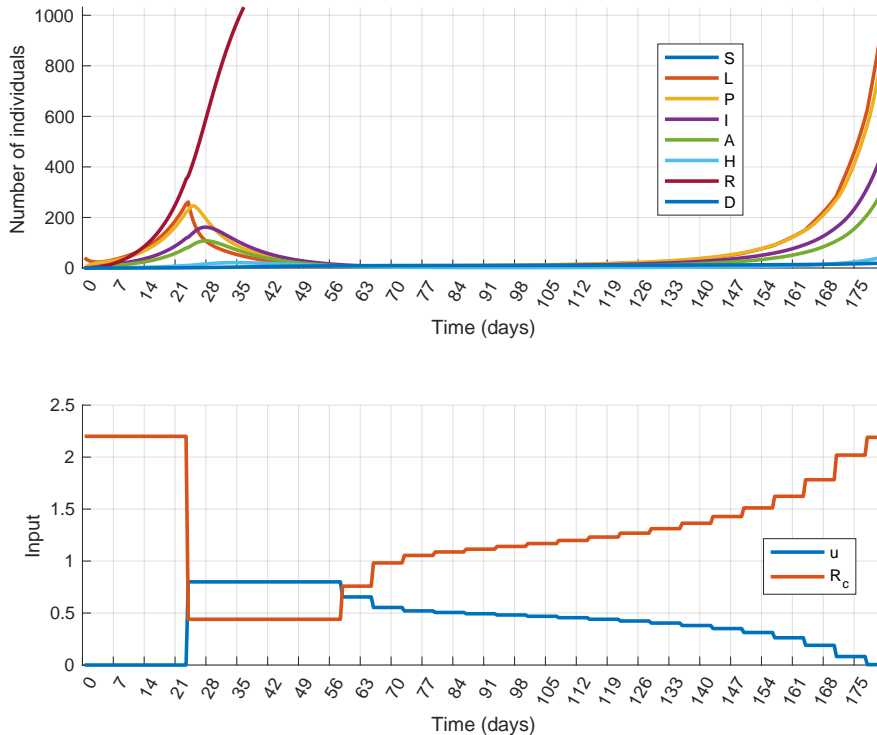 1000
800
600
400
200
0
Number of individuals
S
L
P
I
A
H
R
D
0 7 14 21 28 35 42 49 56 63 70 77 84 91 98 105 112 119 126 133 140 147 154 161 168 175
Time (days)
2.5
2
1.5
1
0.5
0
Input
u
R_c
0 7 14 21 28 35 42 49 56 63 70 77 84 91 98 105 112 119 126 133 140 147 154 161 168 175
Time (days)